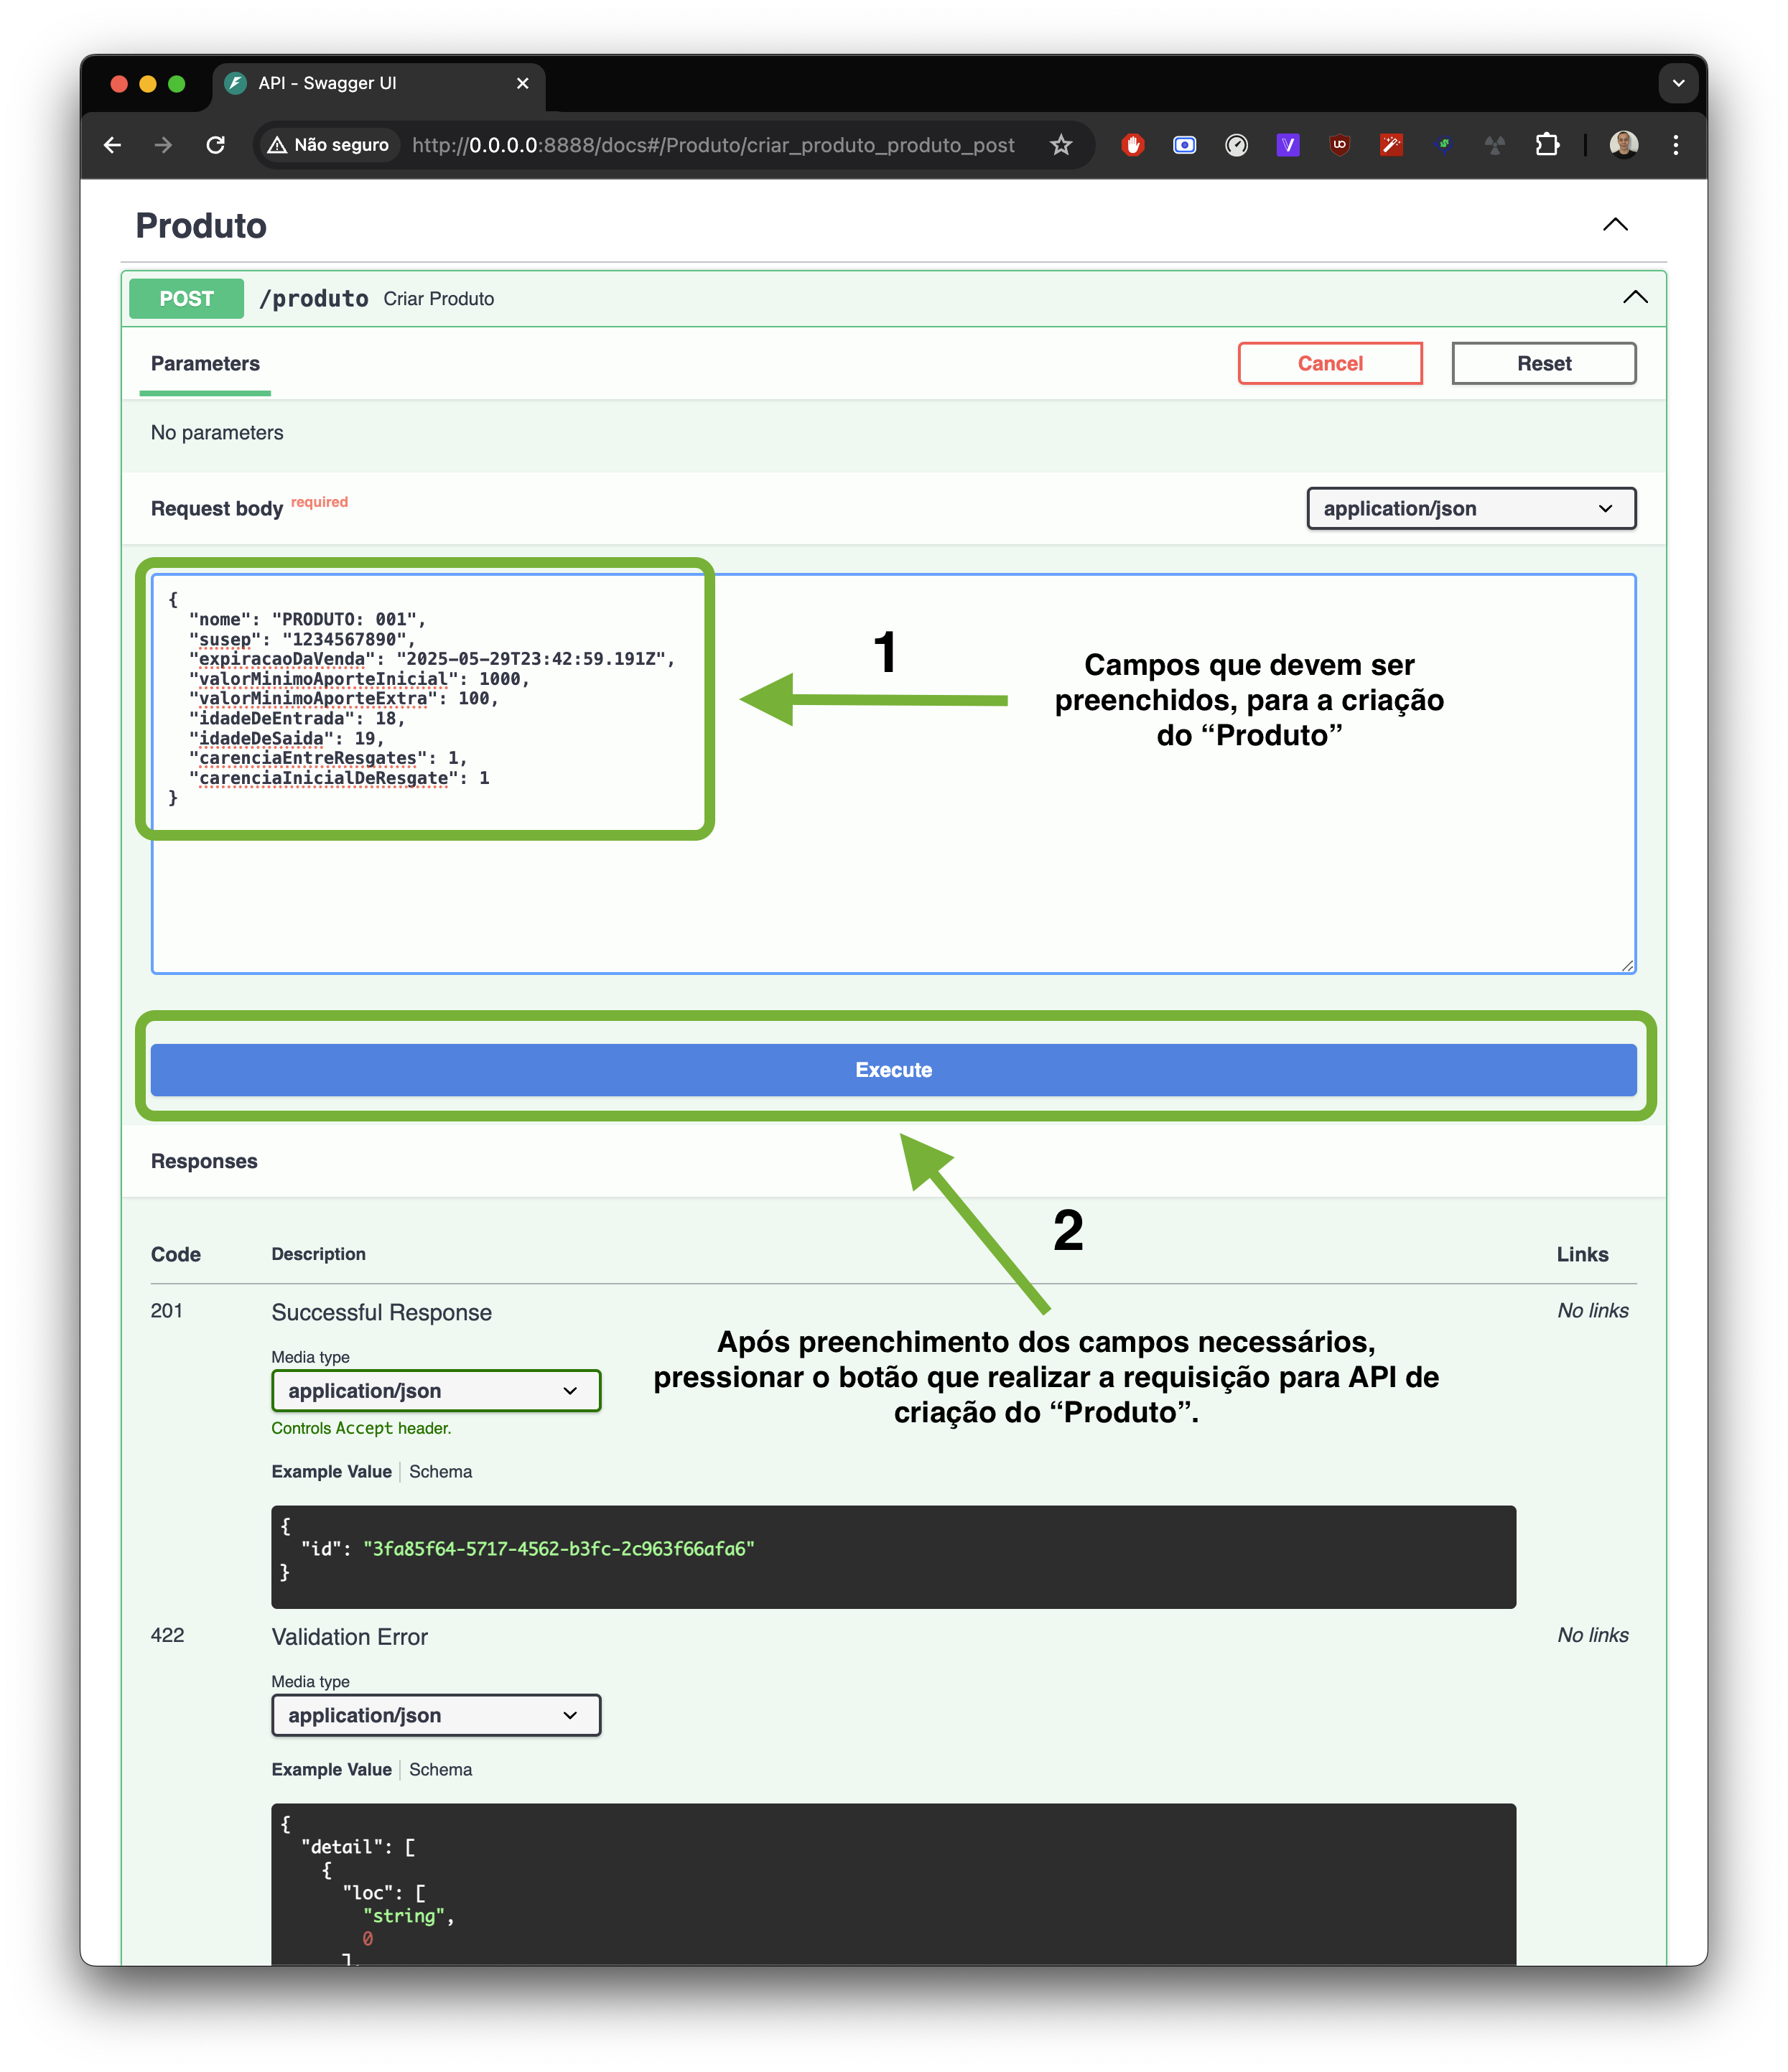 API - Swagger UI
Não seguro
http://0.0.0.0:8888/docs#/Produto/criar_produto_produto_post
Produto
POST /produto Criar Produto
Parameters
Cancel
Reset
No parameters
Request body required
application/json
{
"nome": "PRODUTO: 001",
"susep": "1234567890",
"expiracaoDaVenda": "2025-05-29T23:42:59.191Z",
"valorMinimoAporteInicial": 1000,
"valorMinimoAporteExtra": 100,
"idadeDeEntrada": 18,
"idadeDeSaida": 19,
"carenciaEntreResgates": 1,
"carenciaInicialDeResgate": 1
}
1
Campos que devem ser
preenchidos, para a criação
do “Produto”
Execute
Responses
2
Code Description Links
201 Successful Response No links
Media type
application/json
Controls Accept header.
Após preenchimento dos campos necessários,
pressionar o botão que realizar a requisição para API de
criação do “Produto”.
Example Value Schema
{
"id": "3fa85f64-5717-4562-b3fc-2c963f66afa6"
}
422 Validation Error No links
Media type
application/json
Example Value Schema
{
"detail": [
{
"loc": [
"string",
0
],